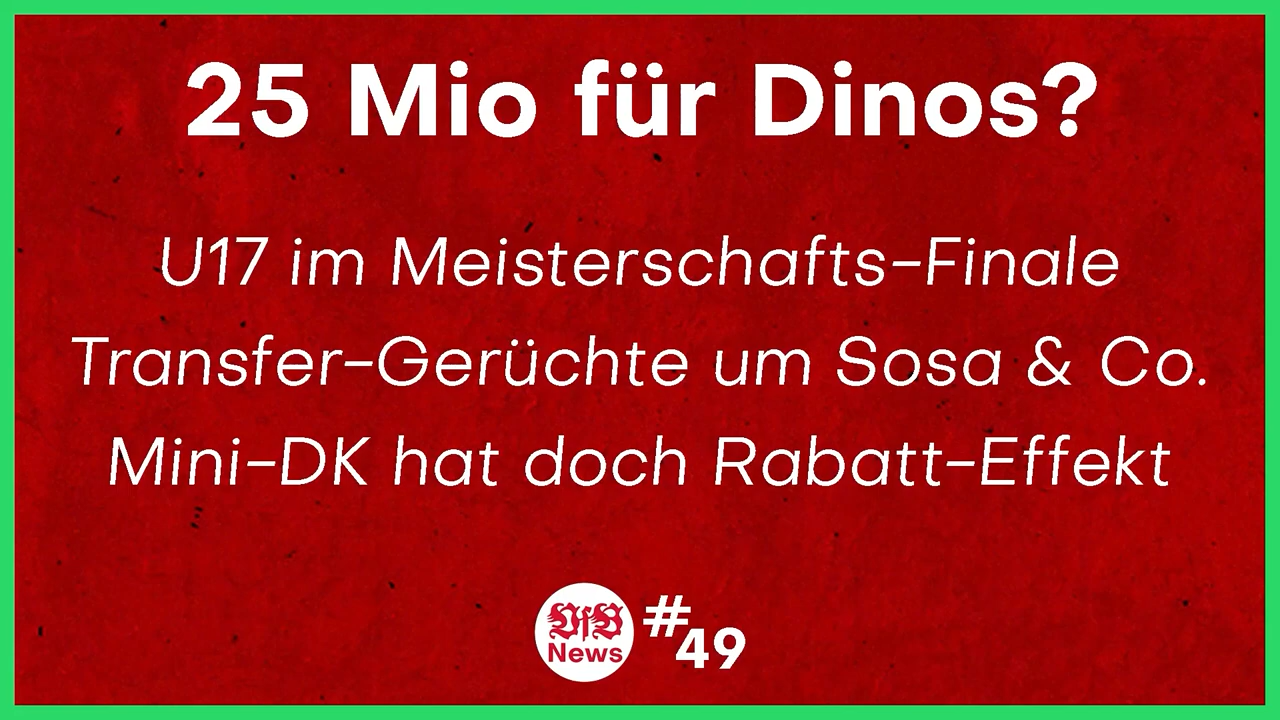 25 Mio für Dinos?
U17 im Meisterschafts-Finale
Transfer-Gerüchte um Sosa & Co.
Mini-DK hat doch Rabatt-Effekt
VfB
News
#49